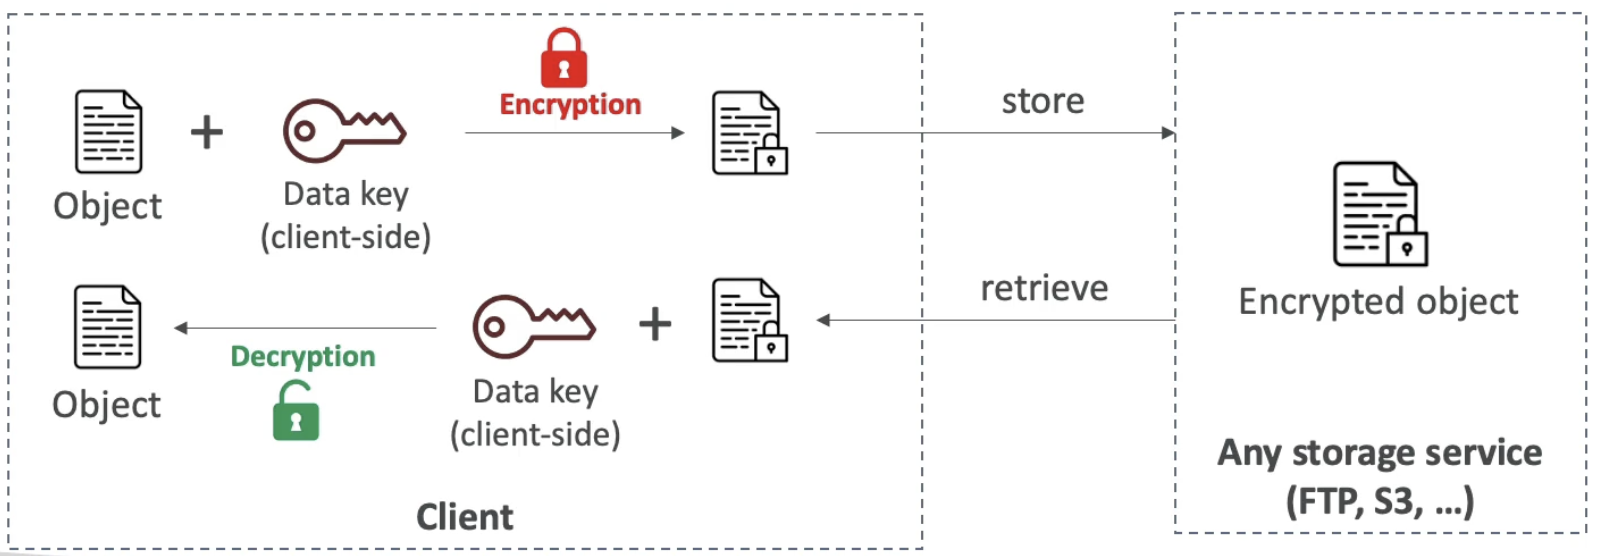 Encryption
store
Object
Data key
(client-side)
retrieve
Encrypted object
Decryption
Object
Data key
(client-side)
Any storage service
(FTP, S3, ...)
Client